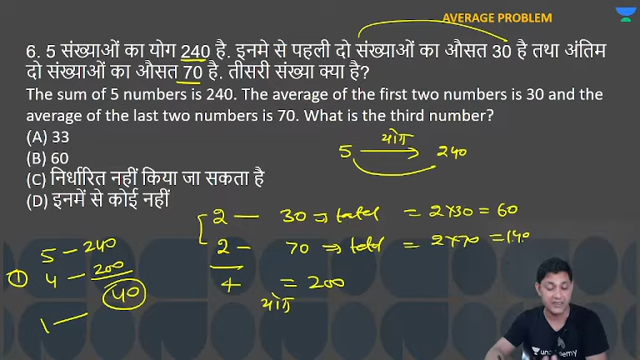 AVERAGE PROBLEM
6. 5 संख्याओं का योग 240 है. इनमे से पहली दो संख्याओं का औसत 30 है तथा अंतिम
दो संख्याओं का औसत 70 है. तीसरी संख्या क्या है?
The sum of 5 numbers is 240. The average of the first two numbers is 30 and the
average of the last two numbers is 70. What is the third number?
(A) 33
(B) 60
(C) निर्धारित नहीं किया जा सकता है
(D) इनमें से कोई नहीं
योग
5 → 240
2 — 30 ⇒ total = 2×30 = 60
2 — 70 ⇒ total = 2×70 = 140
4 = 200
योग
5 – 240
① 4 – 200
40
1 —
unacademy